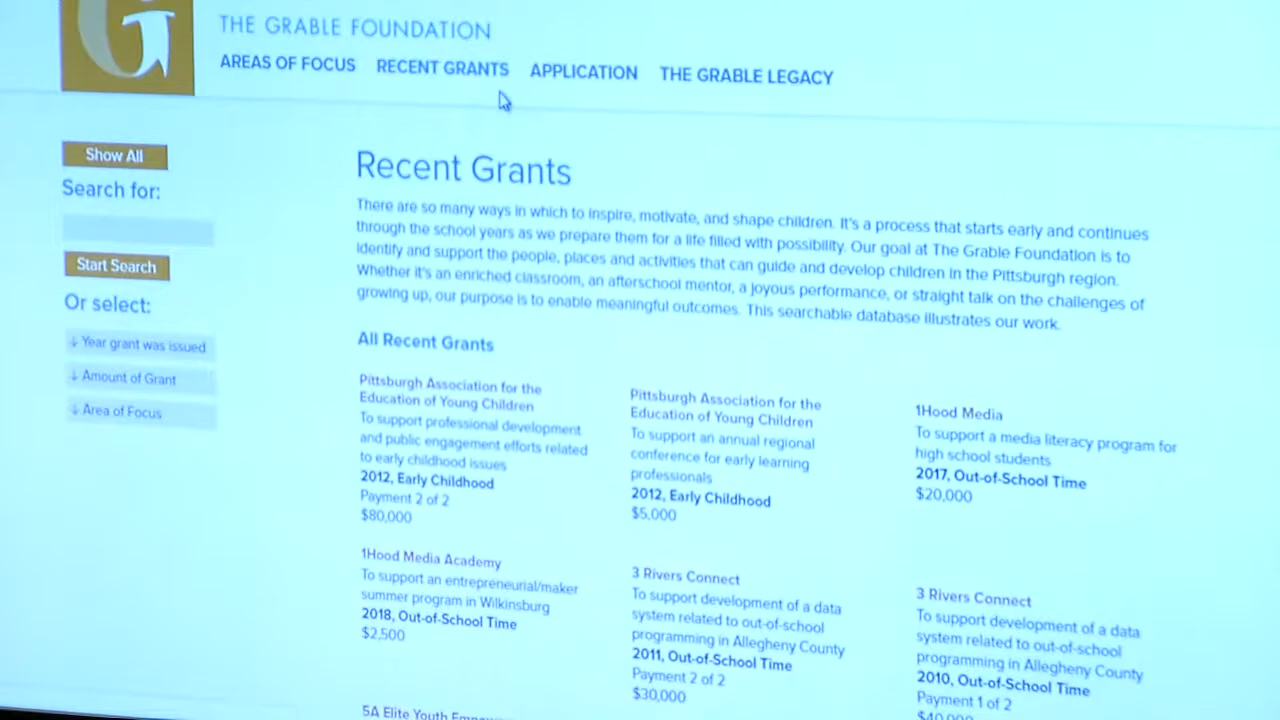 G
THE GRABLE FOUNDATION
AREAS OF FOCUS RECENT GRANTS APPLICATION THE GRABLE LEGACY
Show All
Search for:
Start Search
Or select:
↓ Year grant was issued
↓ Amount of Grant
↓ Area of Focus
Recent Grants
There are so many ways in which to inspire, motivate, and shape children. It's a process that starts early and continues
through the school years as we prepare them for a life filled with possibility. Our goal at The Grable Foundation is to
identify and support the people, places and activities that can guide and develop children in the Pittsburgh region.
Whether it's an enriched classroom, an afterschool mentor, a joyous performance, or straight talk on the challenges of
growing up, our purpose is to enable meaningful outcomes. This searchable database illustrates our work.
All Recent Grants
Pittsburgh Association for the
Education of Young Children
To support professional development
and public engagement efforts related
to early childhood issues
2012, Early Childhood
Payment 2 of 2
$80,000
Pittsburgh Association for the
Education of Young Children
To support an annual regional
conference for early learning
professionals
2012, Early Childhood
$5,000
1Hood Media
To support a media literacy program for
high school students
2017, Out-of-School Time
$20,000
1Hood Media Academy
To support an entrepreneurial/maker
summer program in Wilkinsburg
2018, Out-of-School Time
$2,500
3 Rivers Connect
To support development of a data
system related to out-of-school
programming in Allegheny County
2011, Out-of-School Time
Payment 2 of 2
$30,000
3 Rivers Connect
To support development of a data
system related to out-of-school
programming in Allegheny County
2010, Out-of-School Time
Payment 1 of 2
$40,000
5A Elite Youth